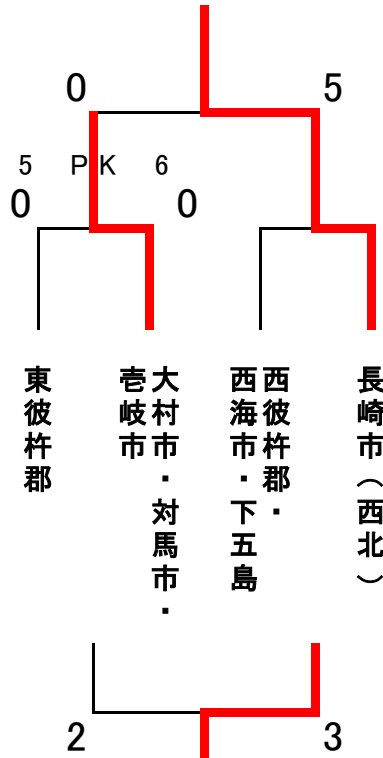 0 5
5 PK 6
0 0
東彼杵郡
大村市・対馬市・
壱岐市
西彼杵郡・
西海市・下五島
長崎市（西北）
2 3